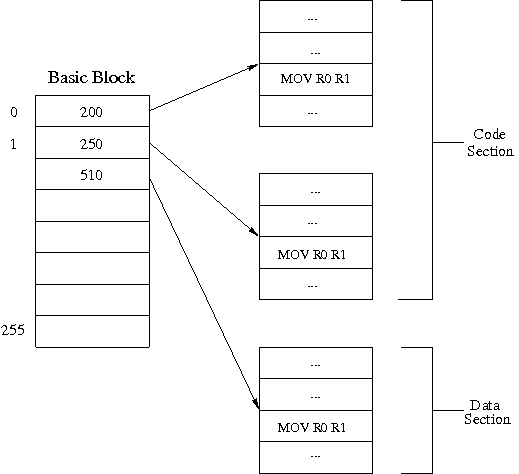 Basic Block
0
200
1
250
510
255
...
...
MOV R0 R1
...
...
...
MOV R0 R1
...
Code
Section
...
...
MOV R0 R1
...
Data
Section